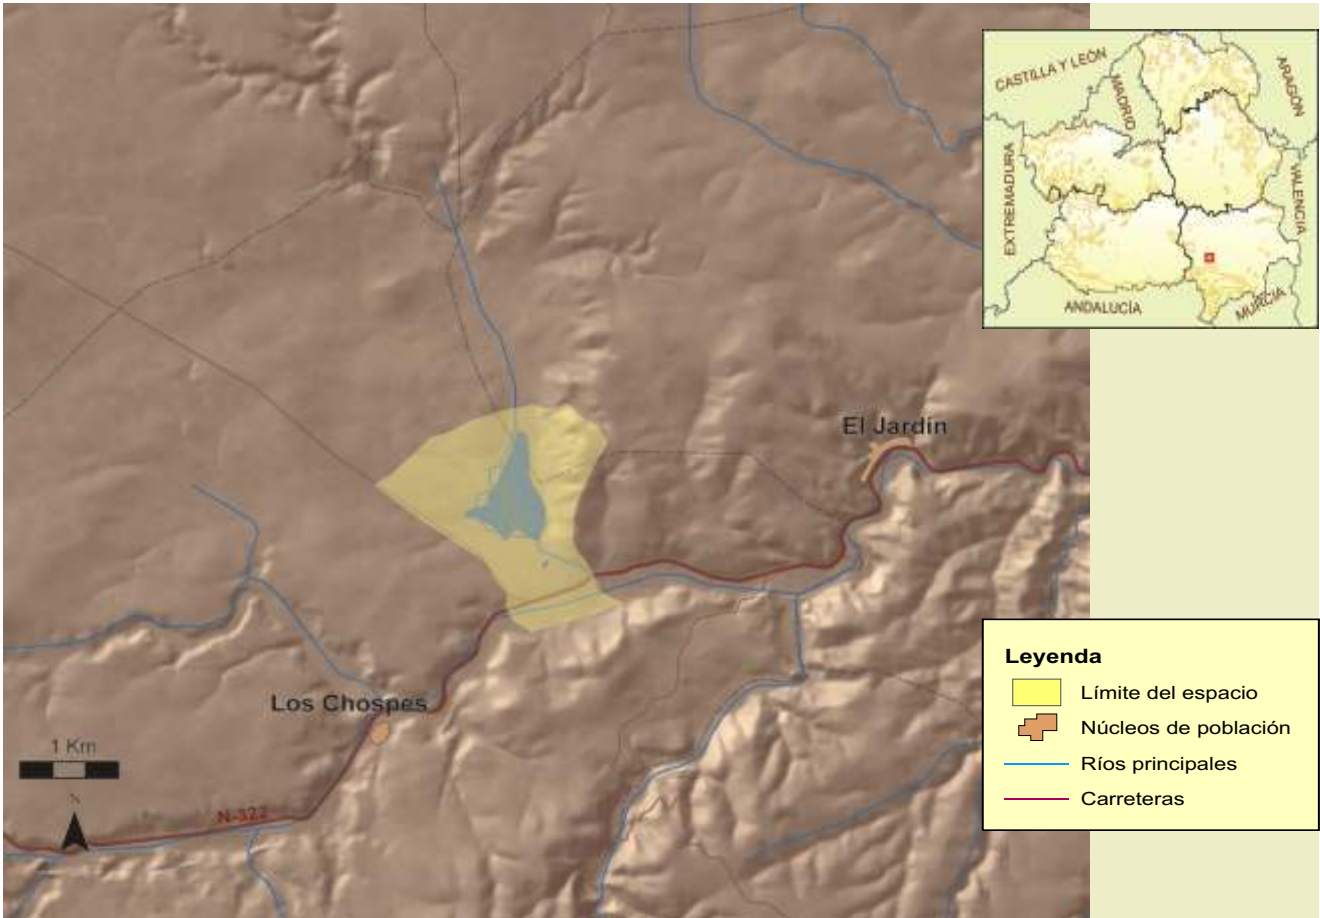 CASTILLA Y LEÓN
MADRID
ARAGÓN
EXTREMADURA
VALENCIA
ANDALUCÍA
MURCIA
El Jardín
Los Chospes
1 Km
N
N-322
Leyenda
Límite del espacio
Núcleos de población
Ríos principales
Carreteras